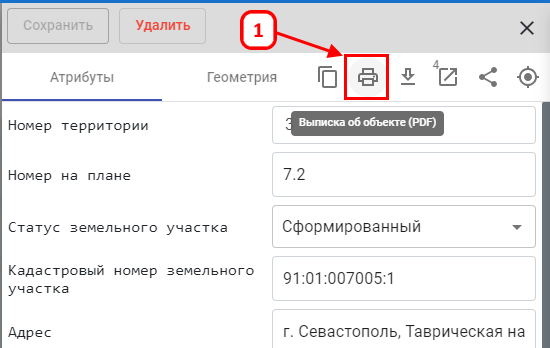 Сохранить Удалить 1
Атрибуты Геометрия 4
Номер территории
Выписка об объекте (PDF)
Номер на плане 7.2
Статус земельного участка Сформированный
Кадастровый номер земельного участка 91:01:007005:1
Адрес г. Севастополь, Таврическая на